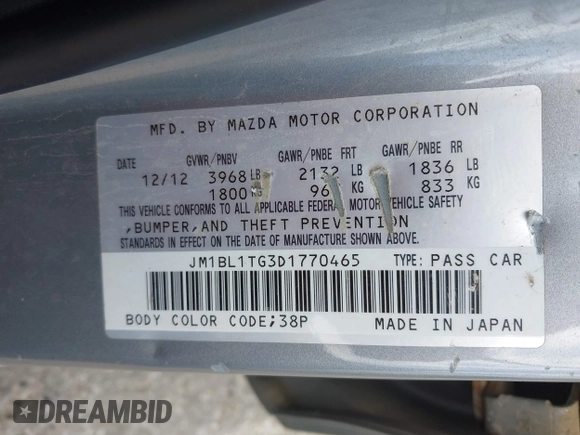 MFD. BY MAZDA MOTOR CORPORATION
DATE GVWR/PNBV GAWR/PNBE FRT GAWR/PNBE RR
12/12 3968 LB 2132 LB 1836 LB
1800 KG 96 KG 833 KG
THIS VEHICLE CONFORMS TO ALL APPLICABLE FEDERAL MOTOR VEHICLE SAFETY
,BUMPER,AND THEFT PREVENTION
STANDARDS IN EFFECT ON THE DATE OF MANUFACTURE SHOWN ABOVE.
JM1BL1TG3D1770465 TYPE: PASS CAR
BODY COLOR CODE;38P MADE IN JAPAN
DREAMBID